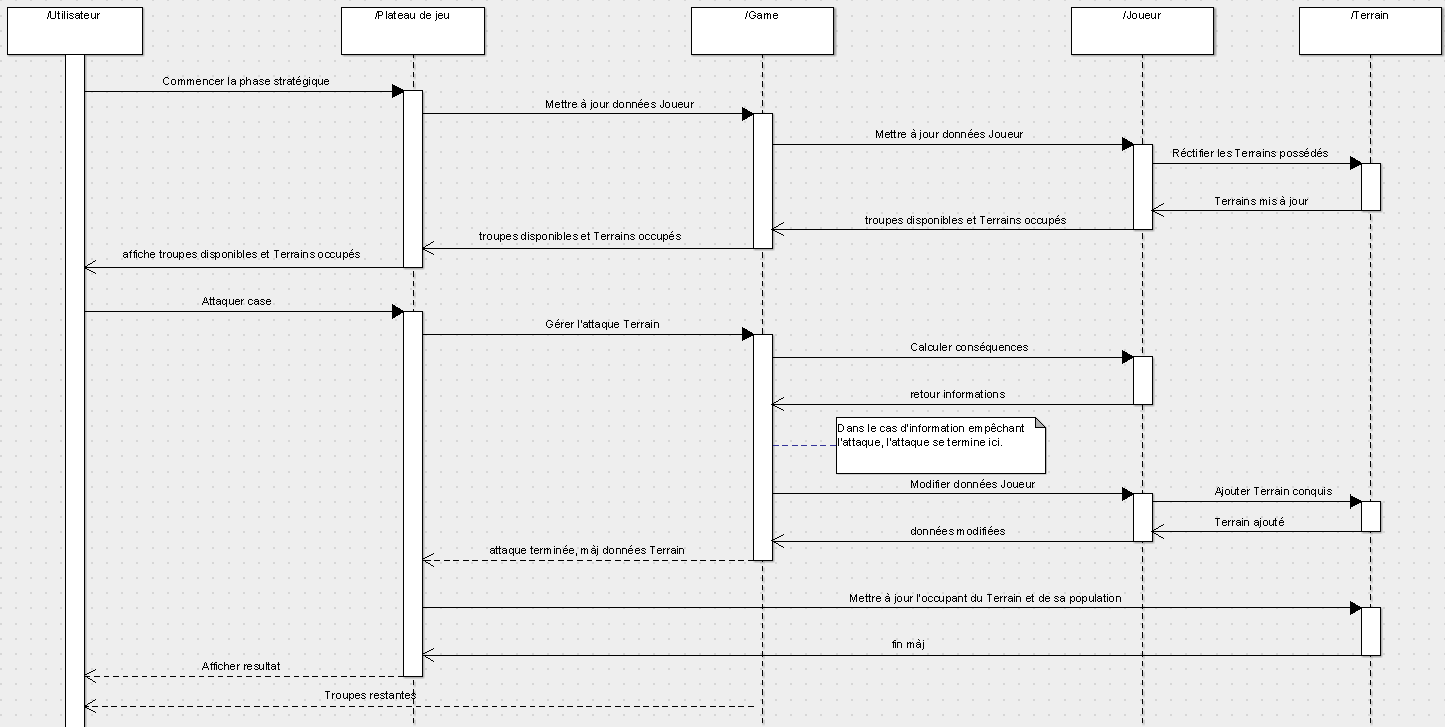 /Utilisateur
/Plateau de jeu
/Game
/Joueur
/Terrain
Commencer la phase stratégique
Mettre à jour données Joueur
Mettre à jour données Joueur
Réctifier les Terrains possédés
Terrains mis à jour
troupes disponibles et Terrains occupés
troupes disponibles et Terrains occupés
affiche troupes disponibles et Terrains occupés
Attaquer case
Gérer l'attaque Terrain
Calculer conséquences
retour informations
Dans le cas d'information empêchant
l'attaque, l'attaque se termine ici.
Modifier données Joueur
Ajouter Terrain conquis
Terrain ajouté
données modifiées
attaque terminée, màj données Terrain
Mettre à jour l'occupant du Terrain et de sa population
fin màj
Afficher resultat
Troupes restantes